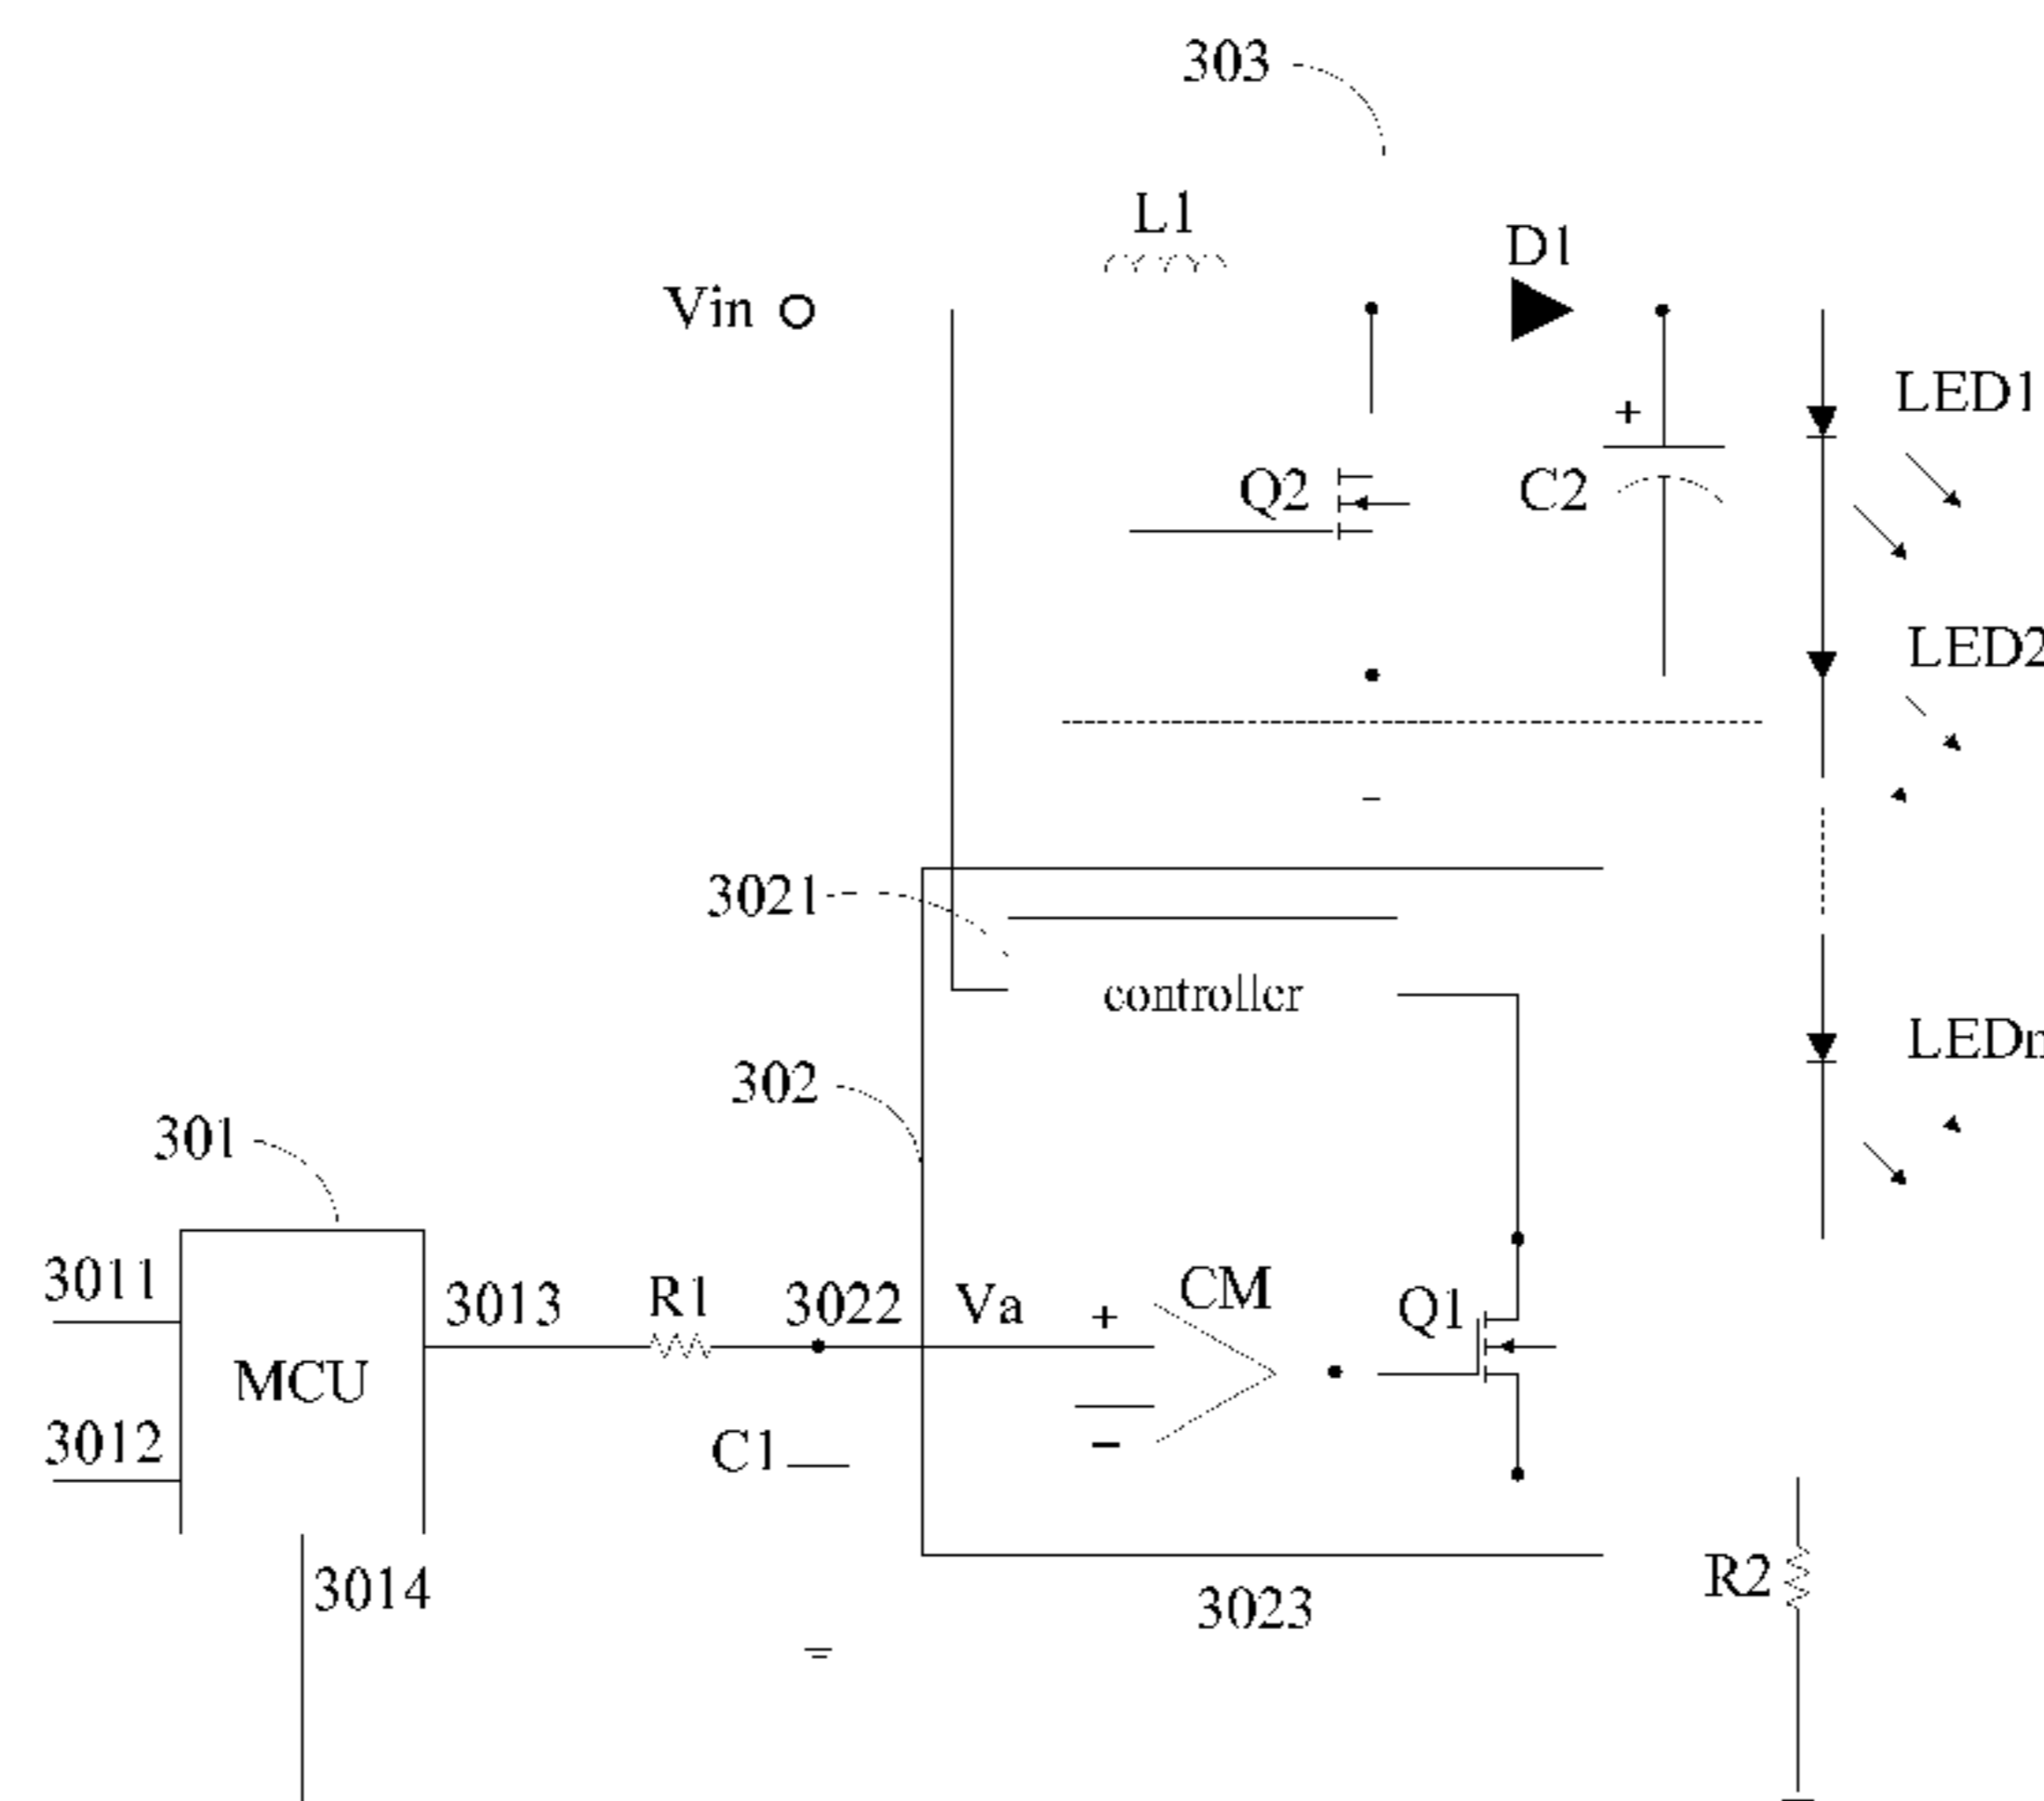 303
L1
D1
Vin
LED1
+
Q2
C2
LED2
3021
controller
302
LEDn
301
3011
3013
R1
3022
Va
+
CM
Q1
MCU
3012
C1
−
3014
R2
3023